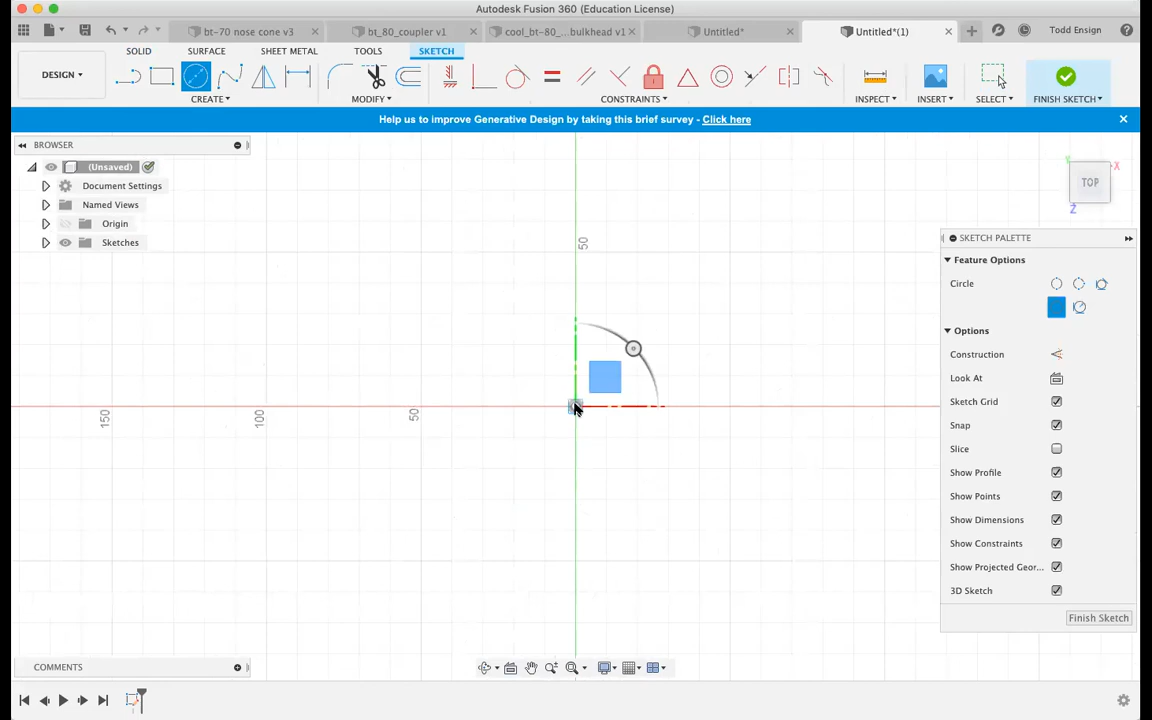 Autodesk Fusion 360 (Education License)
bt-70 nose cone v3
bt_80_coupler v1
cool_bt-80_...bulkhead v1
Untitled*
Untitled*(1)
Todd Ensign
DESIGN
SOLID
SURFACE
SHEET METAL
TOOLS
SKETCH
CREATE
MODIFY
CONSTRAINTS
INSPECT
INSERT
SELECT
FINISH SKETCH
Help us to improve Generative Design by taking this brief survey - Click here
BROWSER
(Unsaved)
Document Settings
Named Views
Origin
Sketches
50
150
100
50
Y
X
TOP
Z
SKETCH PALETTE
Feature Options
Circle
Options
Construction
Look At
Sketch Grid
Snap
Slice
Show Profile
Show Points
Show Dimensions
Show Constraints
Show Projected Geor...
3D Sketch
Finish Sketch
COMMENTS